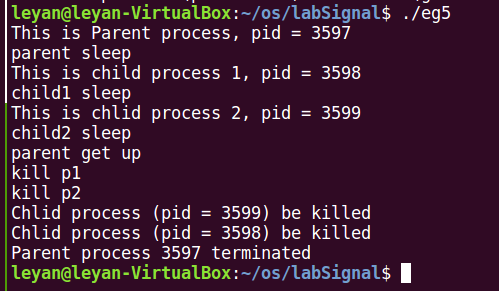 leyan@leyan-VirtualBox:~/os/labSignal$ ./eg5
This is Parent process, pid = 3597
parent sleep
This is child process 1, pid = 3598
child1 sleep
This is chlid process 2, pid = 3599
child2 sleep
parent get up
kill p1
kill p2
Chlid process (pid = 3599) be killed
Chlid process (pid = 3598) be killed
Parent process 3597 terminated
leyan@leyan-VirtualBox:~/os/labSignal$